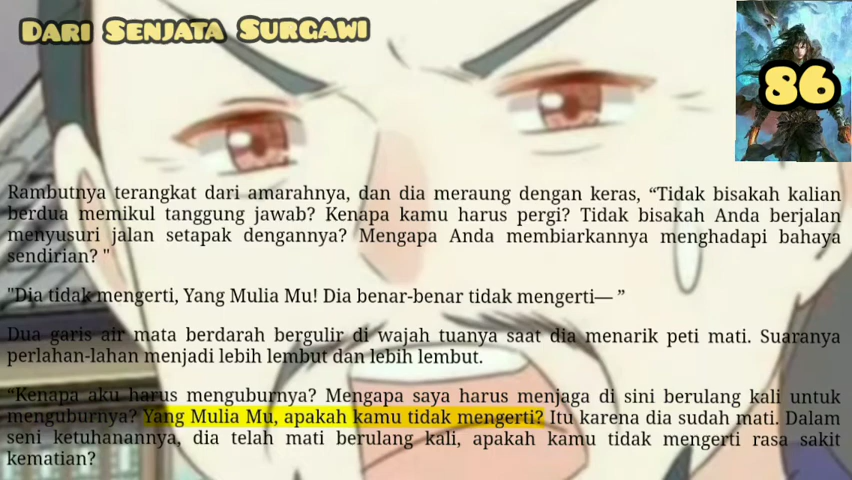 Dari Senjata Surgawi
86
Rambutnya terangkat dari amarahnya, dan dia meraung dengan keras, “Tidak bisakah kalian
berdua memikul tanggung jawab? Kenapa kamu harus pergi? Tidak bisakah Anda berjalan
menyusuri jalan setapak dengannya? Mengapa Anda membiarkannya menghadapi bahaya
sendirian? "
"Dia tidak mengerti, Yang Mulia Mu! Dia benar-benar tidak mengerti— ”
Dua garis air mata berdarah bergulir di wajah tuanya saat dia menarik peti mati. Suaranya
perlahan-lahan menjadi lebih lembut dan lebih lembut.
“Kenapa aku harus menguburnya? Mengapa saya harus menjaga di sini berulang kali untuk
menguburnya? Yang Mulia Mu, apakah kamu tidak mengerti? Itu karena dia sudah mati. Dalam
seni ketuhanannya, dia telah mati berulang kali, apakah kamu tidak mengerti rasa sakit
kematian?